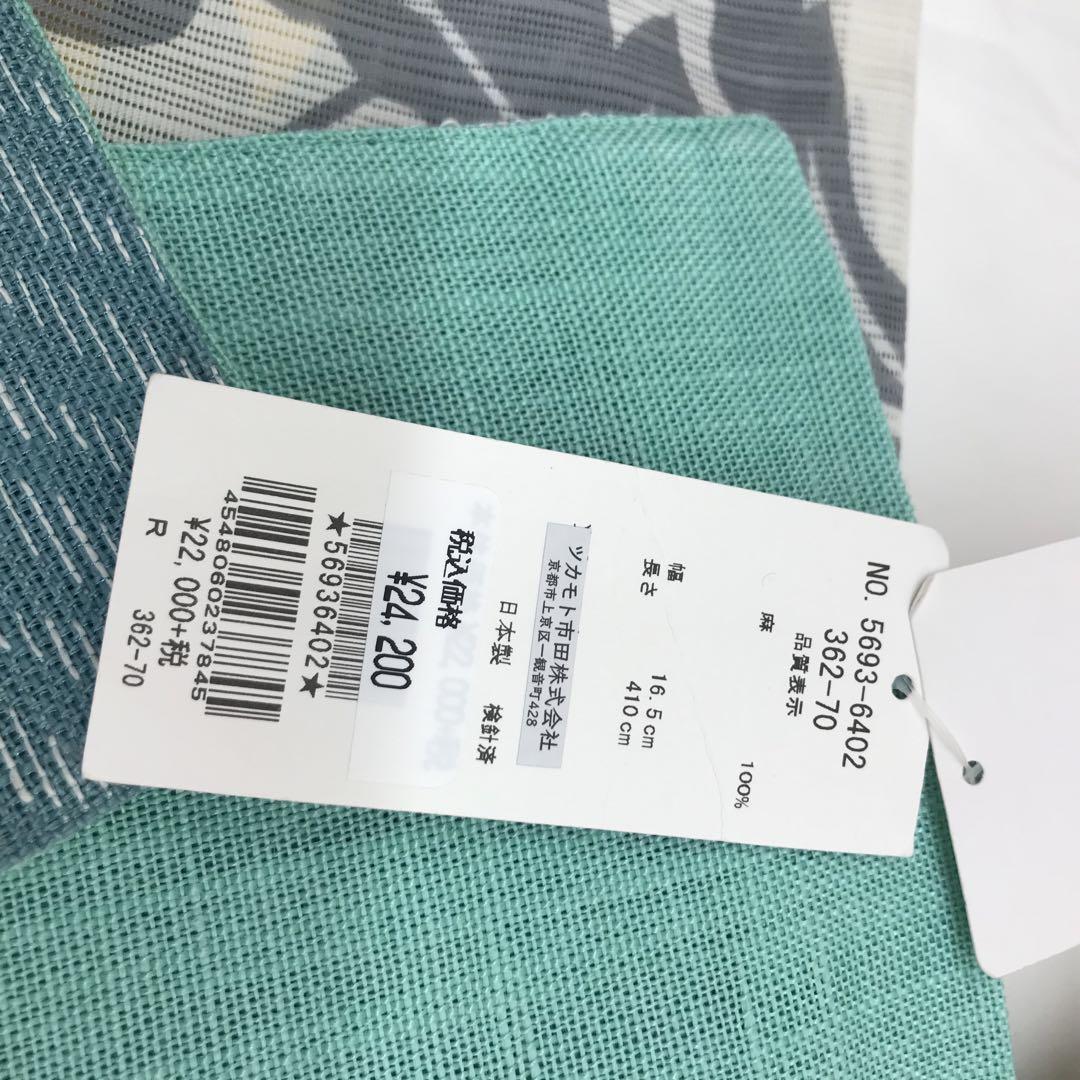 NO. 5693-6402
362-70
品質表示
麻 100%
幅 16.5cm
長さ 410cm
ツカモト市田株式会社
京都市上京区一観音町428
日本製 検針済
税込価格
¥24,200
★56936402★
4548060237845
¥22,000+税
R 362-70